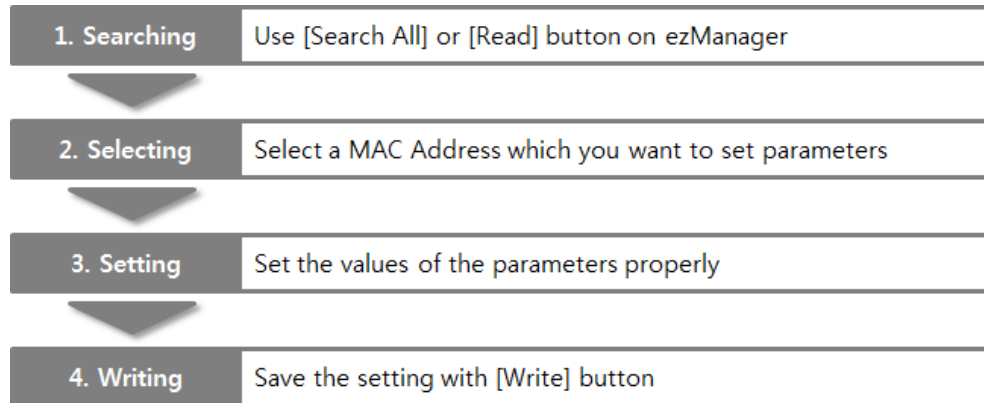 1. Searching Use [Search All] or [Read] button on ezManager
2. Selecting Select a MAC Address which you want to set parameters
3. Setting Set the values of the parameters properly
4. Writing Save the setting with [Write] button